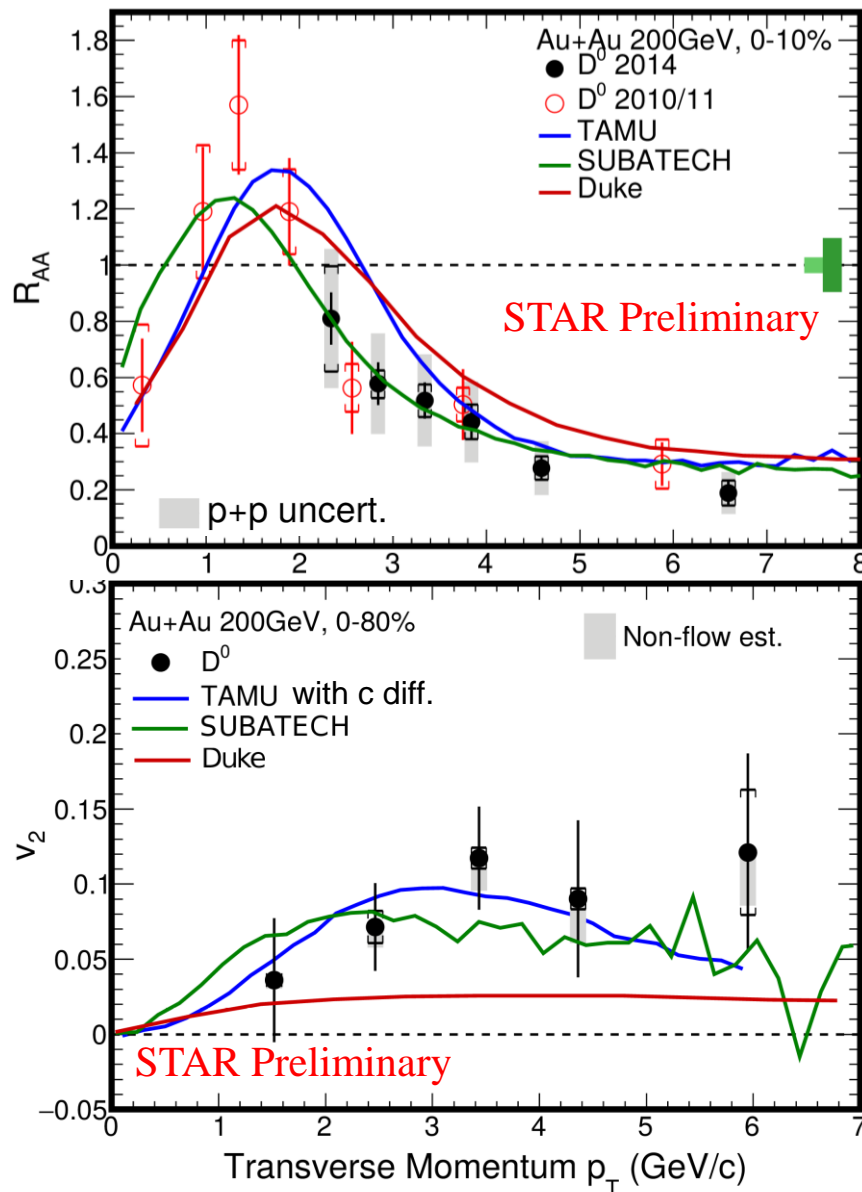 1.8
1.6
1.4
1.2
1
0.8
0.6
0.4
0.2
0
R_AA
Au+Au 200GeV, 0-10%
D⁰ 2014
D⁰ 2010/11
TAMU
SUBATECH
Duke
STAR Preliminary
p+p uncert.
0 1 2 3 4 5 6 7 8
0.3
0.25
0.2
0.15
0.1
0.05
0
−0.05
v₂
Au+Au 200GeV, 0-80%
D⁰
TAMU with c diff.
SUBATECH
Duke
Non-flow est.
STAR Preliminary
0 1 2 3 4 5 6 7
Transverse Momentum p_T (GeV/c)